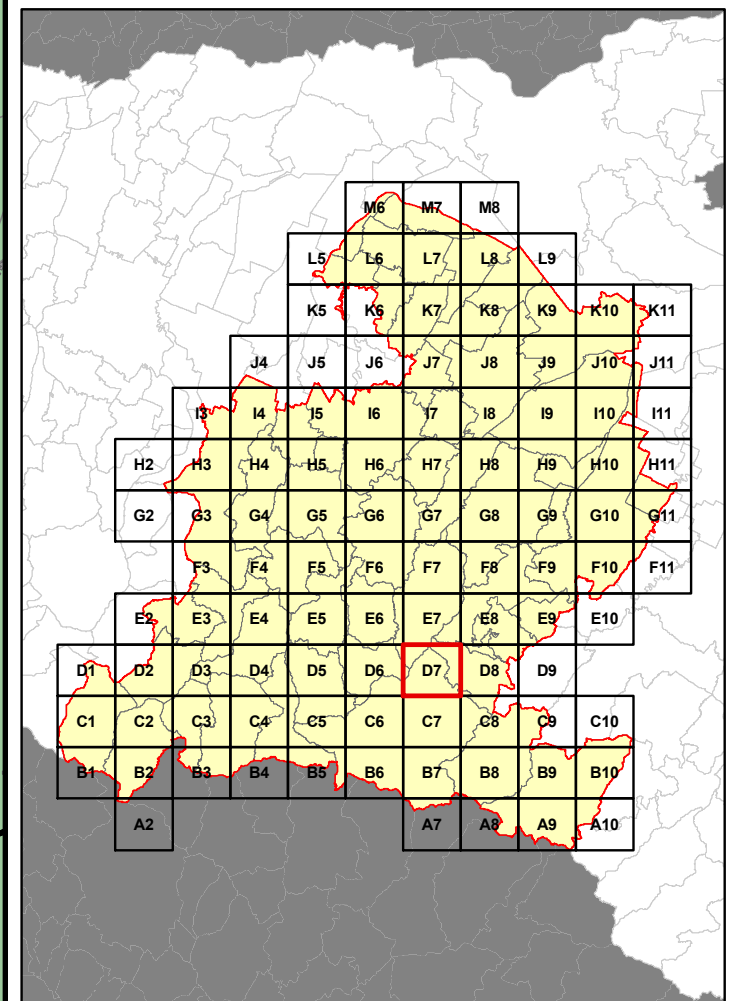 M6 M7 M8
L5 L6 L7 L8 L9
K5 K6 K7 K8 K9 K10 K11
J4 J5 J6 J7 J8 J9 J10 J11
I3 I4 I5 I6 I7 I8 I9 I10 I11
H2 H3 H4 H5 H6 H7 H8 H9 H10 H11
G2 G3 G4 G5 G6 G7 G8 G9 G10 G11
F3 F4 F5 F6 F7 F8 F9 F10 F11
E2 E3 E4 E5 E6 E7 E8 E9 E10
D1 D2 D3 D4 D5 D6 D7 D8 D9
C1 C2 C3 C4 C5 C6 C7 C8 C9 C10
B1 B2 B3 B4 B5 B6 B7 B8 B9 B10
A2 A7 A8 A9 A10